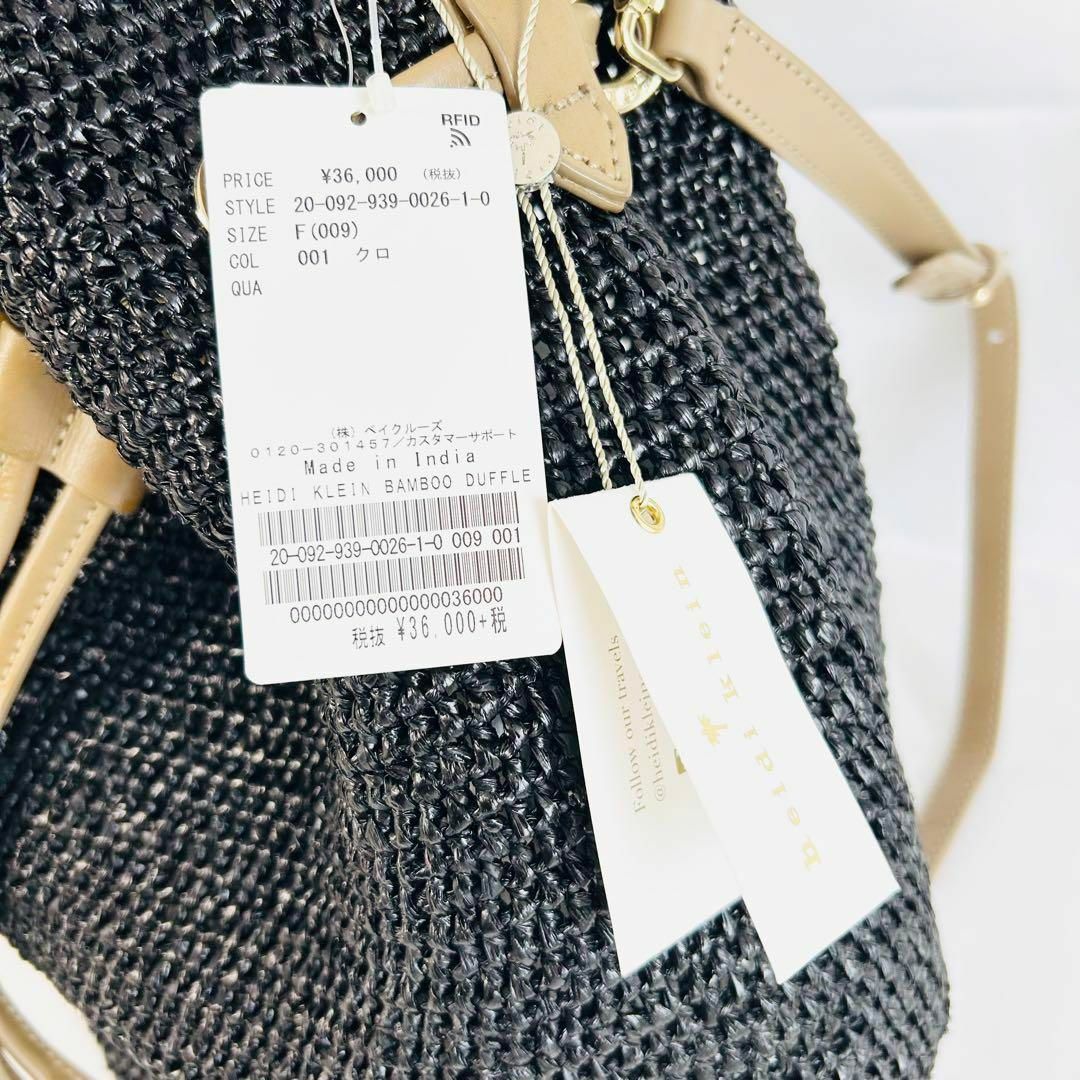 RFID
PRICE ¥36,000 (税抜)
STYLE 20-092-939-0026-1-0
SIZE F(009)
COL 001 クロ
QUA
(株) ベイクルーズ
0120-301457/カスタマーサポート
Made in India
HEIDI KLEIN BAMBOO DUFFLE
20-092-939-0026-1-0 009 001
00000000000000036000
税抜 ¥36,000+税
heidi klein
Follow our travels
@heidiklein